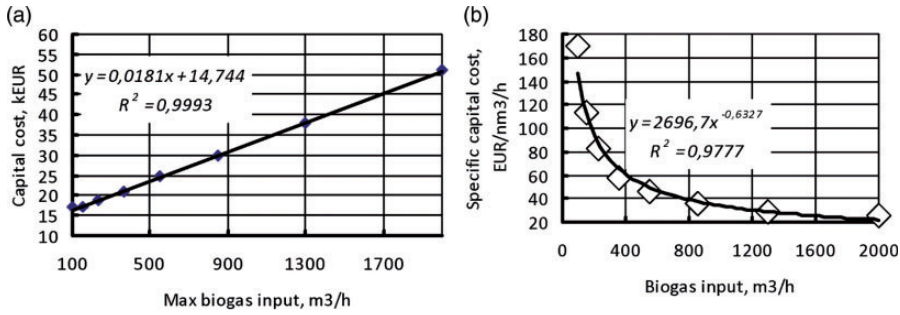 (a)
Capital cost, kEUR
60
55
50
45
40
35
30
25
20
15
10
y = 0,0181x + 14,744
R² = 0,9993
100 500 900 1300 1700
Max biogas input, m3/h
(b)
Specific capital cost,
EUR/nm3/h
180
160
140
120
100
80
60
40
20
y = 2696,7x^-0,6327
R² = 0,9777
0 400 800 1200 1600 2000
Biogas input, m3/h